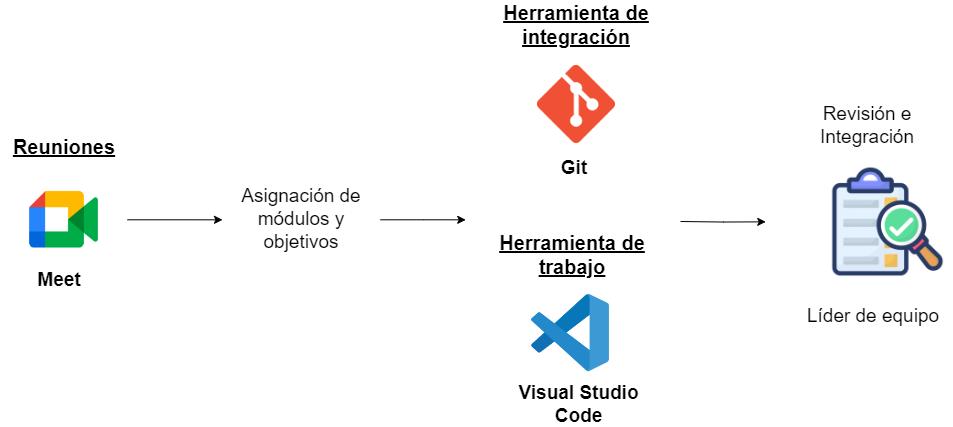 Reuniones
Meet
Asignación de
módulos y
objetivos
Herramienta de
integración
Git
Herramienta de
trabajo
Visual Studio
Code
Revisión e
Integración
Líder de equipo